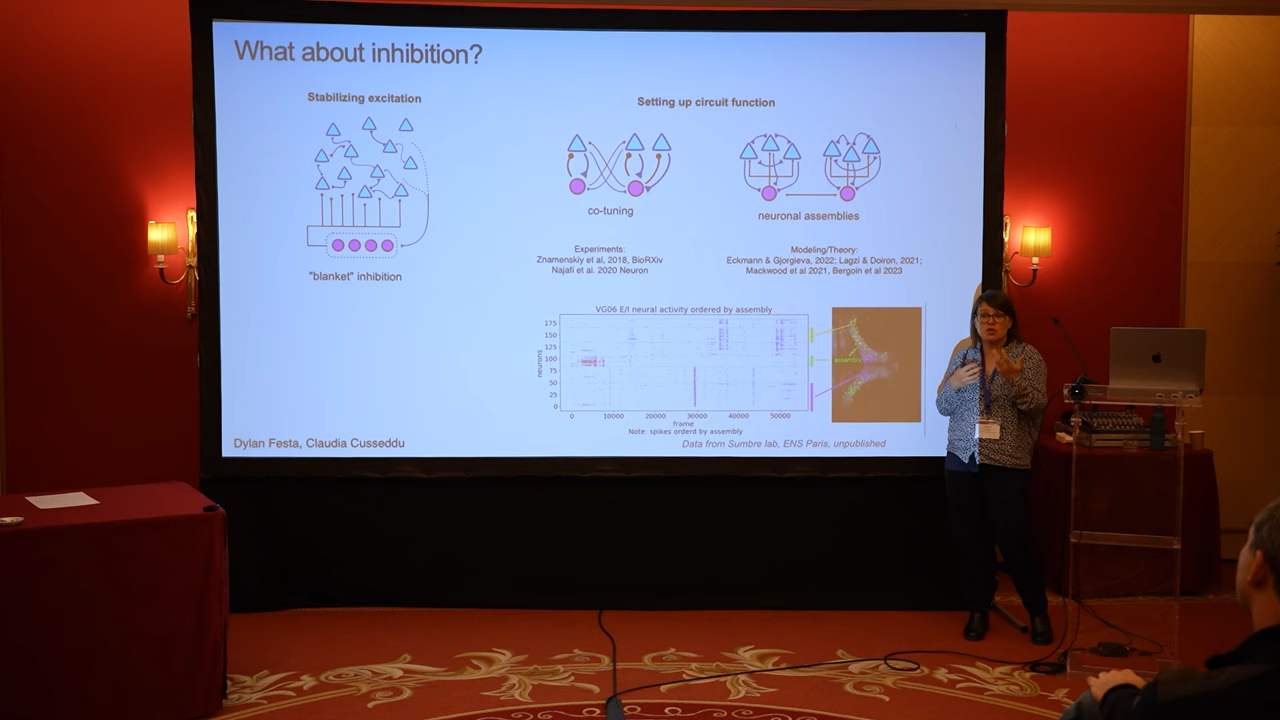 What about inhibition?
Stabilizing excitation
"blanket" inhibition
Setting up circuit function
co-tuning
neuronal assemblies
Experiments:
Znamenskiy et al, 2018, BioRXiv
Najafi et al. 2020 Neuron
Modeling/Theory:
Eckmann & Gjorgieva, 2022; Lagzi & Doiron, 2021;
Mackwood et al 2021, Bergoin et al 2023
VG06 E/I neural activity ordered by assembly
neurons
175
150
125
100
75
50
25
0
0 10000 20000 30000 40000 50000
frame
Note: spikes orderd by assembly
assembly
Data from Sumbre lab, ENS Paris, unpublished
Dylan Festa, Claudia Cusseddu